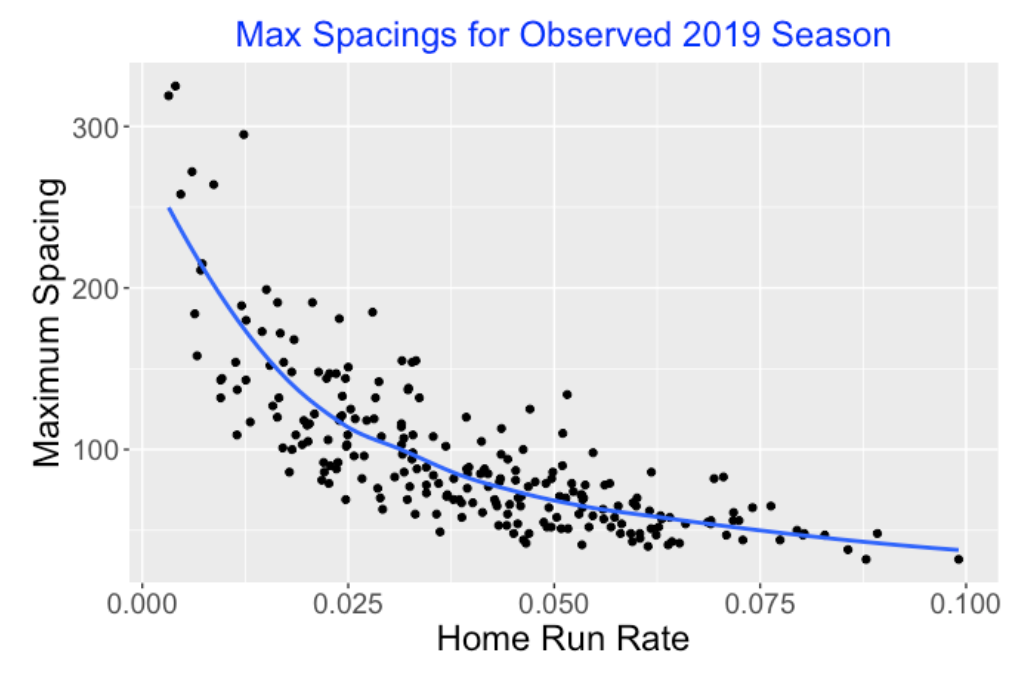 Max Spacings for Observed 2019 Season
Maximum Spacing
300
200
100
0.000 0.025 0.050 0.075 0.100
Home Run Rate